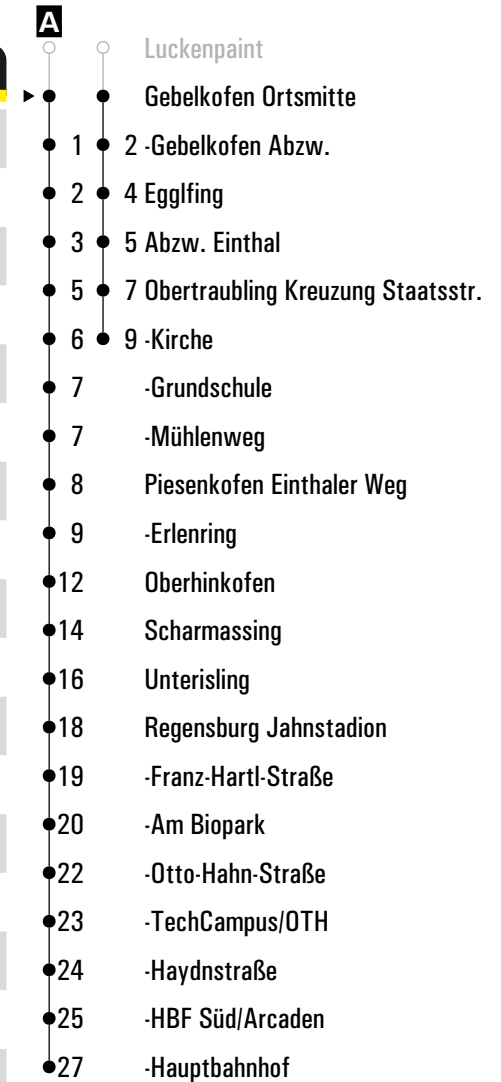 A
Luckenpaint
Gebelkofen Ortsmitte
1 2 -Gebelkofen Abzw.
2 4 Egglfing
3 5 Abzw. Einthal
5 7 Obertraubling Kreuzung Staatsstr.
6 9 -Kirche
7 -Grundschule
7 -Mühlenweg
8 Piesenkofen Einthaler Weg
9 -Erlenring
12 Oberhinkofen
14 Scharmassing
16 Unterisling
18 Regensburg Jahnstadion
19 -Franz-Hartl-Straße
20 -Am Biopark
22 -Otto-Hahn-Straße
23 -TechCampus/OTH
24 -Haydnstraße
25 -HBF Süd/Arcaden
27 -Hauptbahnhof